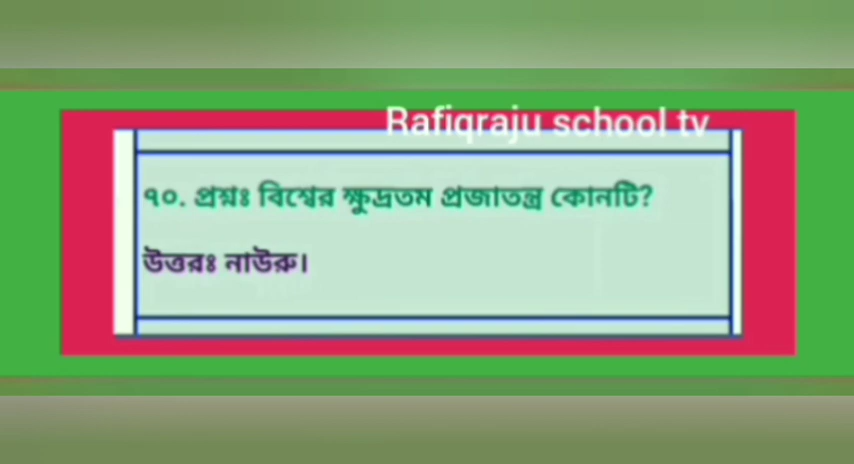 Rafiqraju school tv
৭০. প্রশ্নঃ বিশ্বের ক্ষুদ্রতম প্রজাতন্ত্র কোনটি?
উত্তরঃ নাউরু।